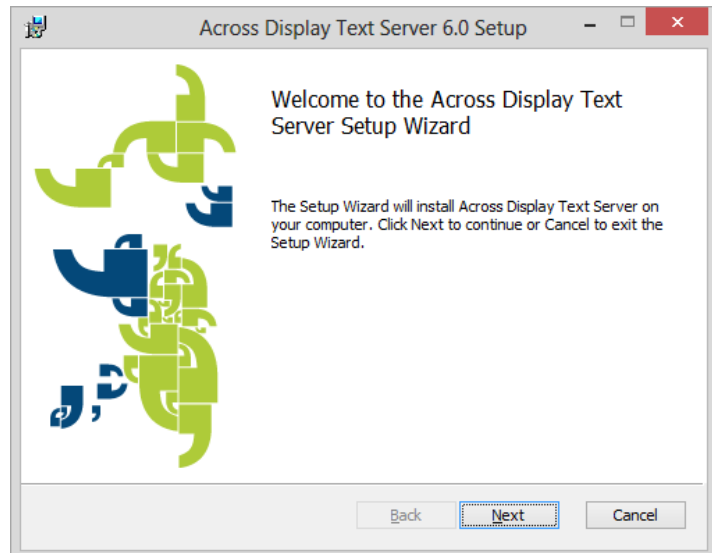 Across Display Text Server 6.0 Setup
Welcome to the Across Display Text
Server Setup Wizard
The Setup Wizard will install Across Display Text Server on
your computer. Click Next to continue or Cancel to exit the
Setup Wizard.
Back
Next
Cancel